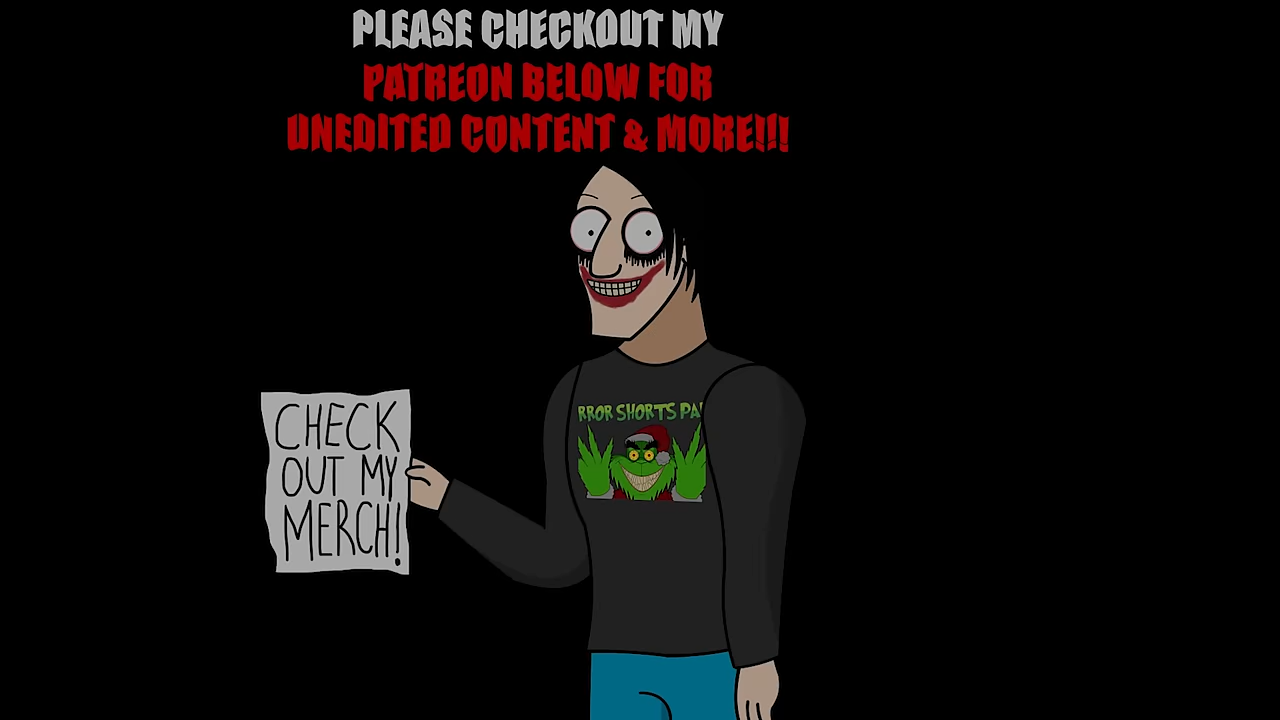 PLEASE CHECKOUT MY
PATREON BELOW FOR
UNEDITED CONTENT & MORE!!!
RROR SHORTS PA
CHECK
OUT MY
MERCH!